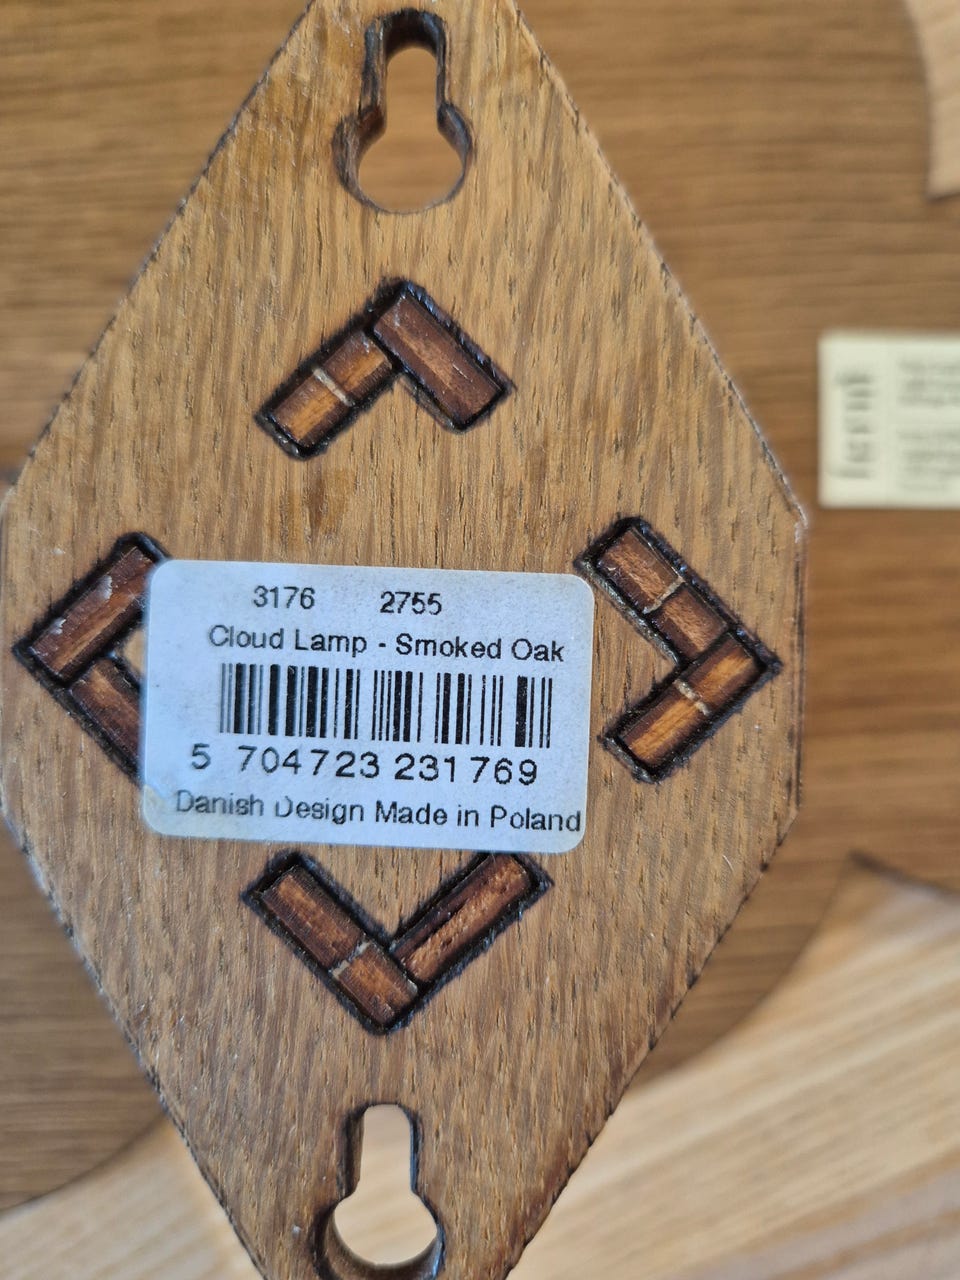 3176 2755
Cloud Lamp - Smoked Oak
5 704723 231769
Danish Design Made in Poland